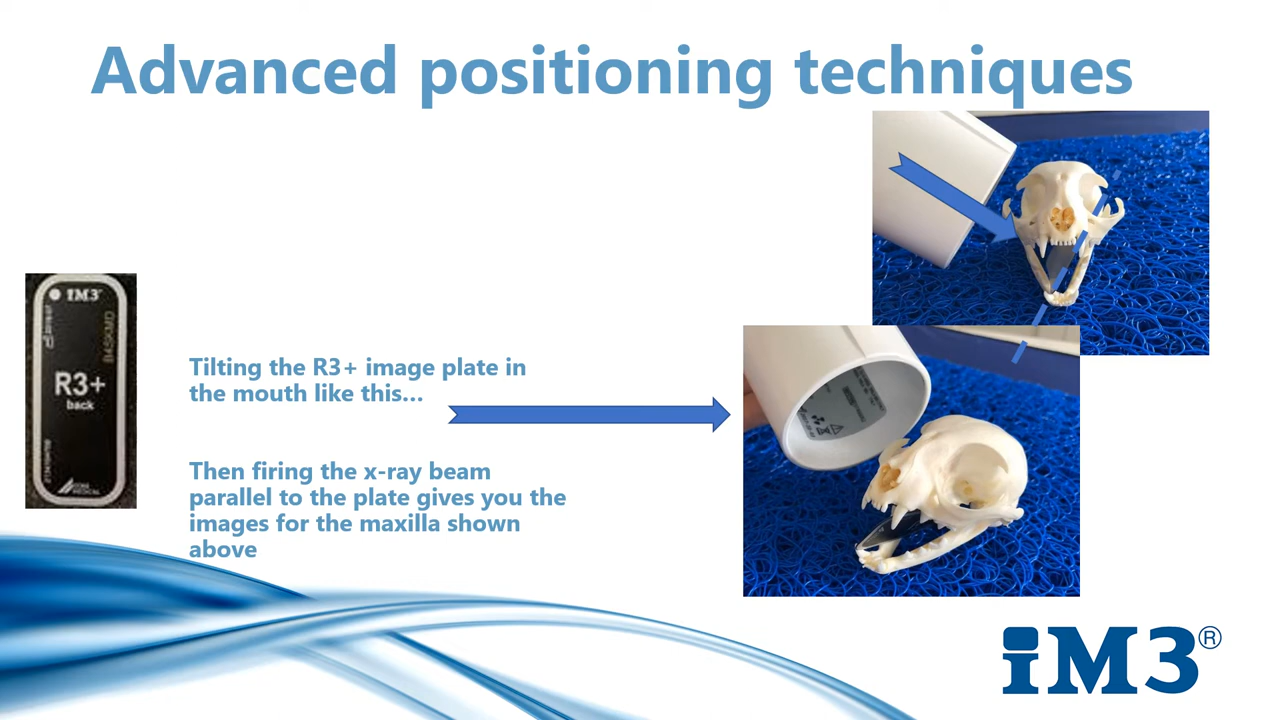 Advanced positioning techniques
iM3
R3+
back
Tilting the R3+ image plate in
the mouth like this…
Then firing the x-ray beam
parallel to the plate gives you the
images for the maxilla shown
above
iM3®